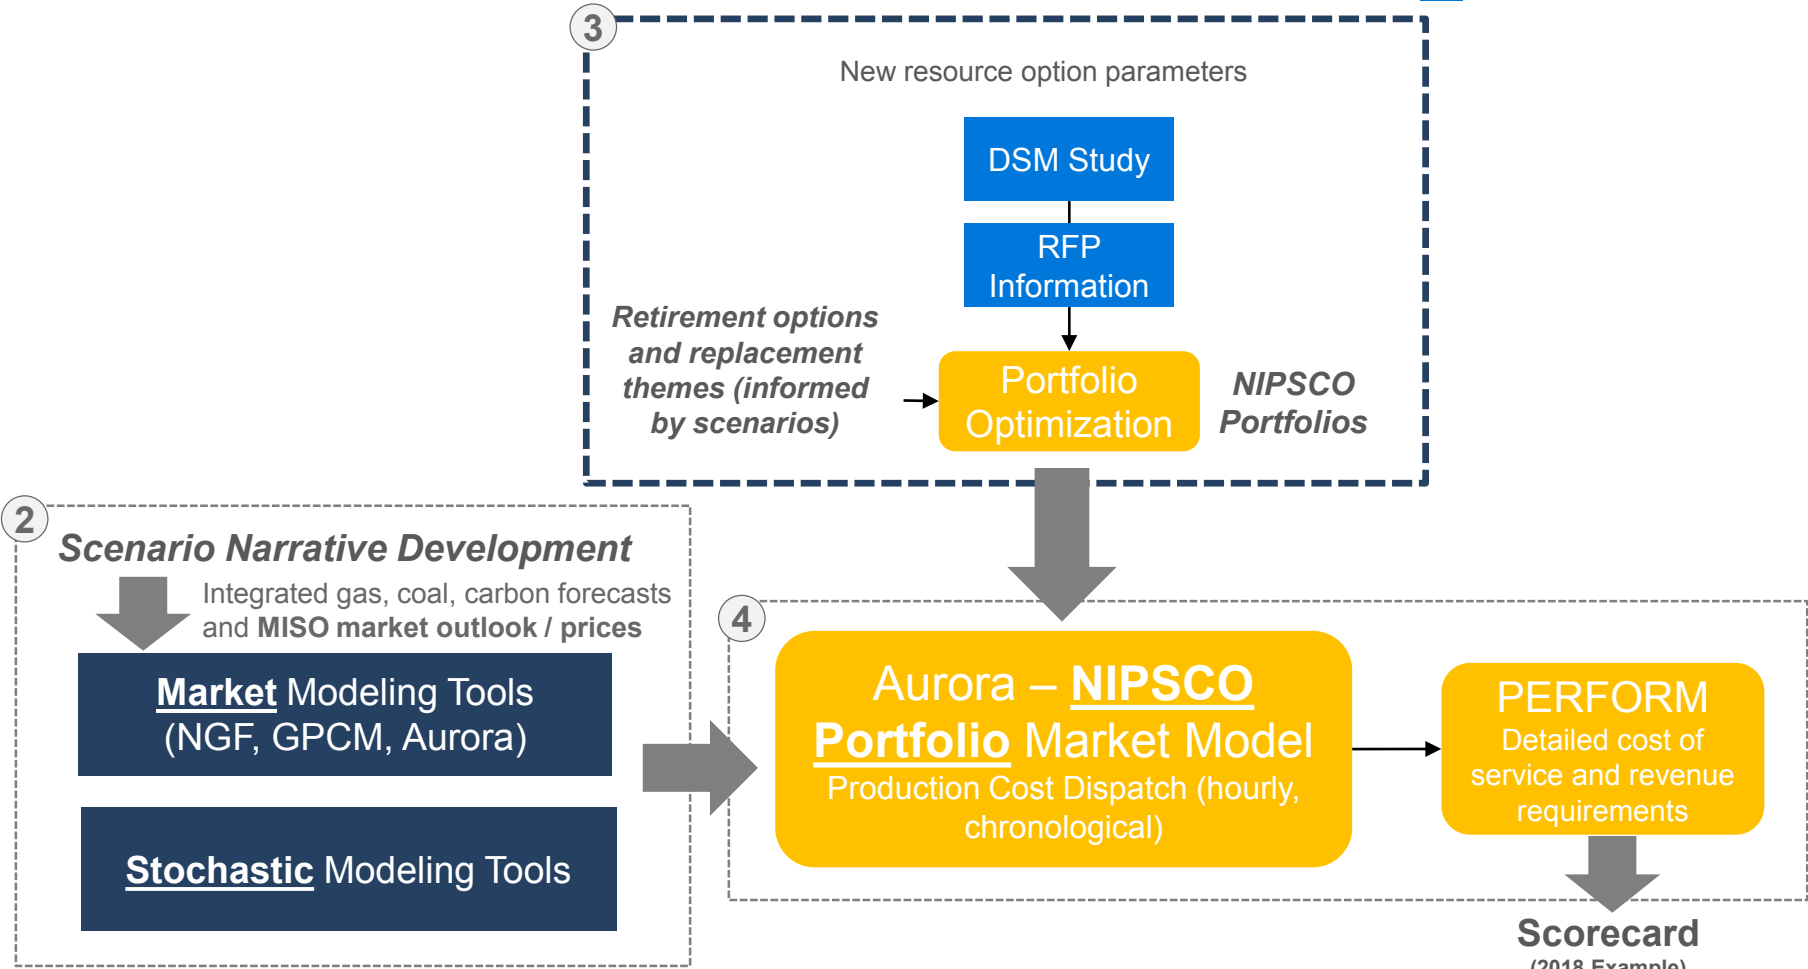 3
New resource option parameters
DSM Study
RFP
Information
Retirement options
and replacement
themes (informed
by scenarios)
Portfolio
Optimization
NIPSCO
Portfolios
2
Scenario Narrative Development
Integrated gas, coal, carbon forecasts
and MISO market outlook / prices
Market Modeling Tools
(NGF, GPCM, Aurora)
Stochastic Modeling Tools
4
Aurora – NIPSCO
Portfolio Market Model
Production Cost Dispatch (hourly,
chronological)
PERFORM
Detailed cost of
service and revenue
requirements
Scorecard
(2018 Example)